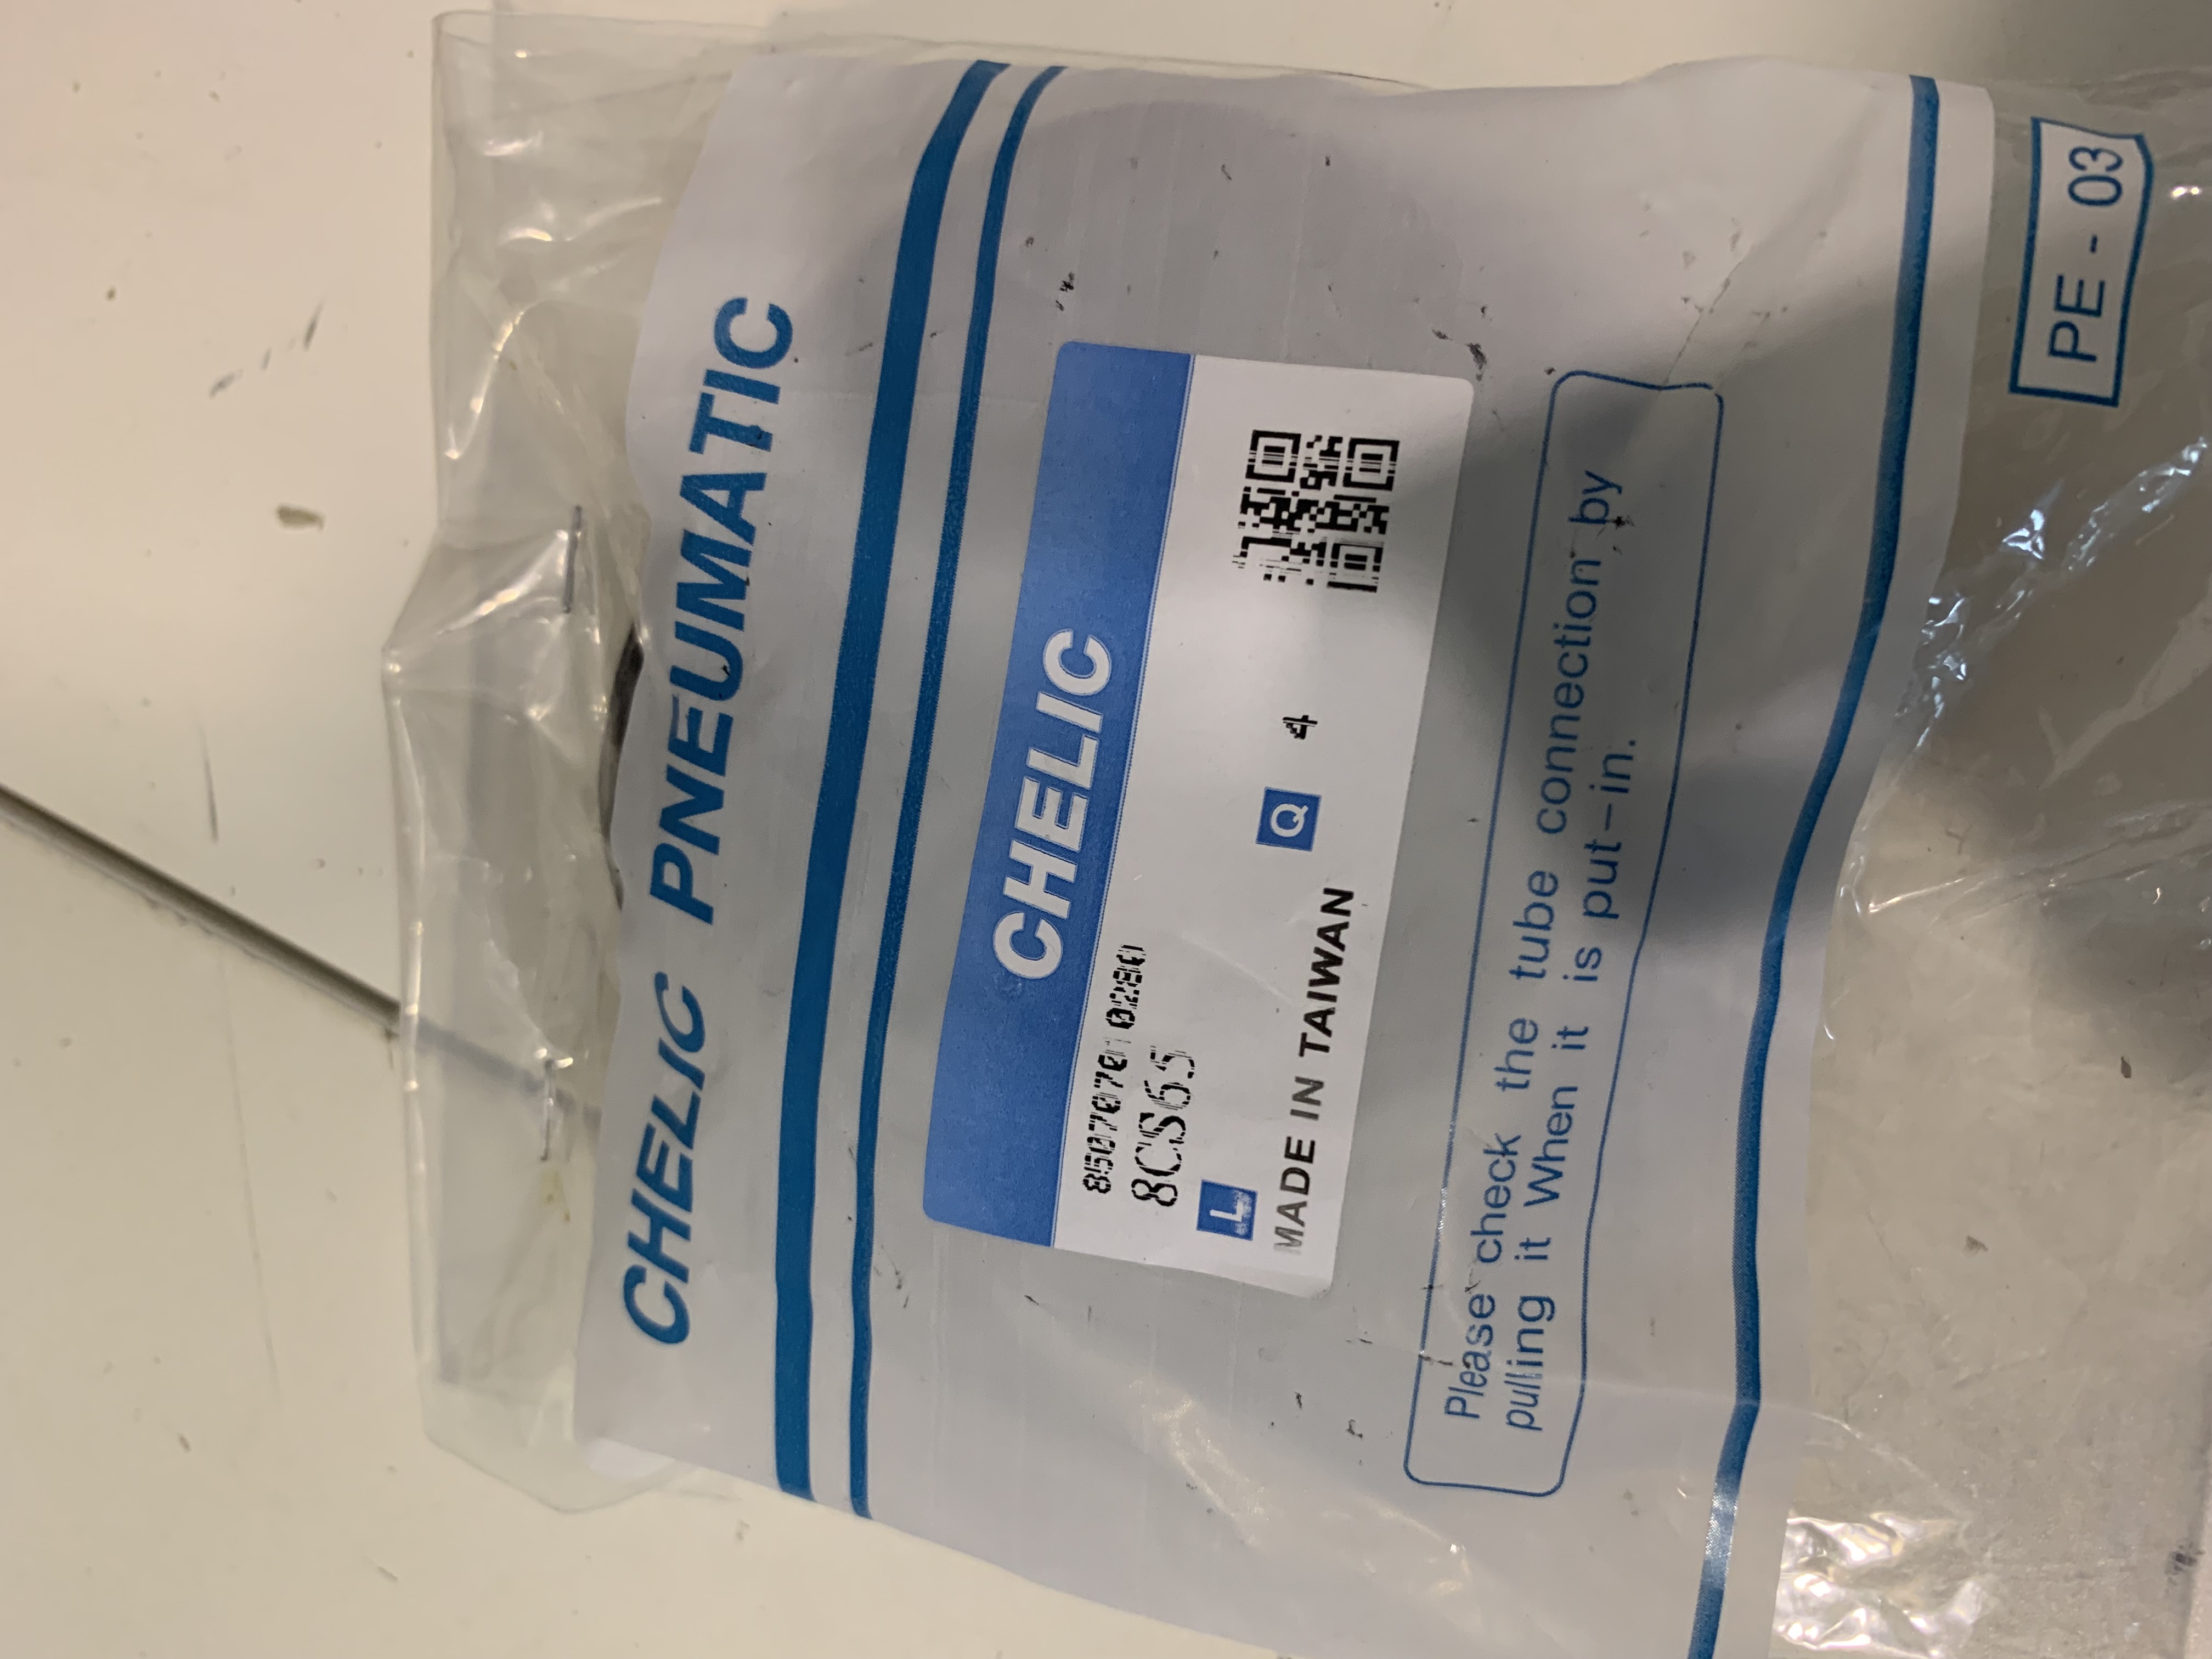 CHELIC PNEUMATIC
CHELIC
8CS65
L
Q 4
MADE IN TAIWAN
Please check the tube connection by
pulling it When it is put-in.
PE - 03